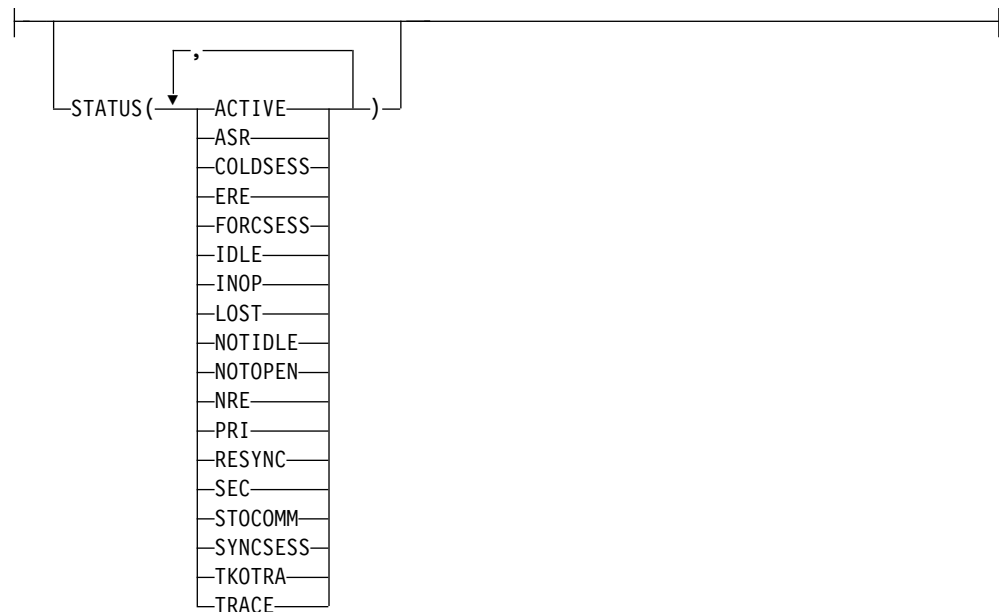 ,
STATUS( ACTIVE )
ASR
COLDSESS
ERE
FORCSESS
IDLE
INOP
LOST
NOTIDLE
NOTOPEN
NRE
PRI
RESYNC
SEC
STOCOMM
SYNCSESS
TKOTRA
TRACE